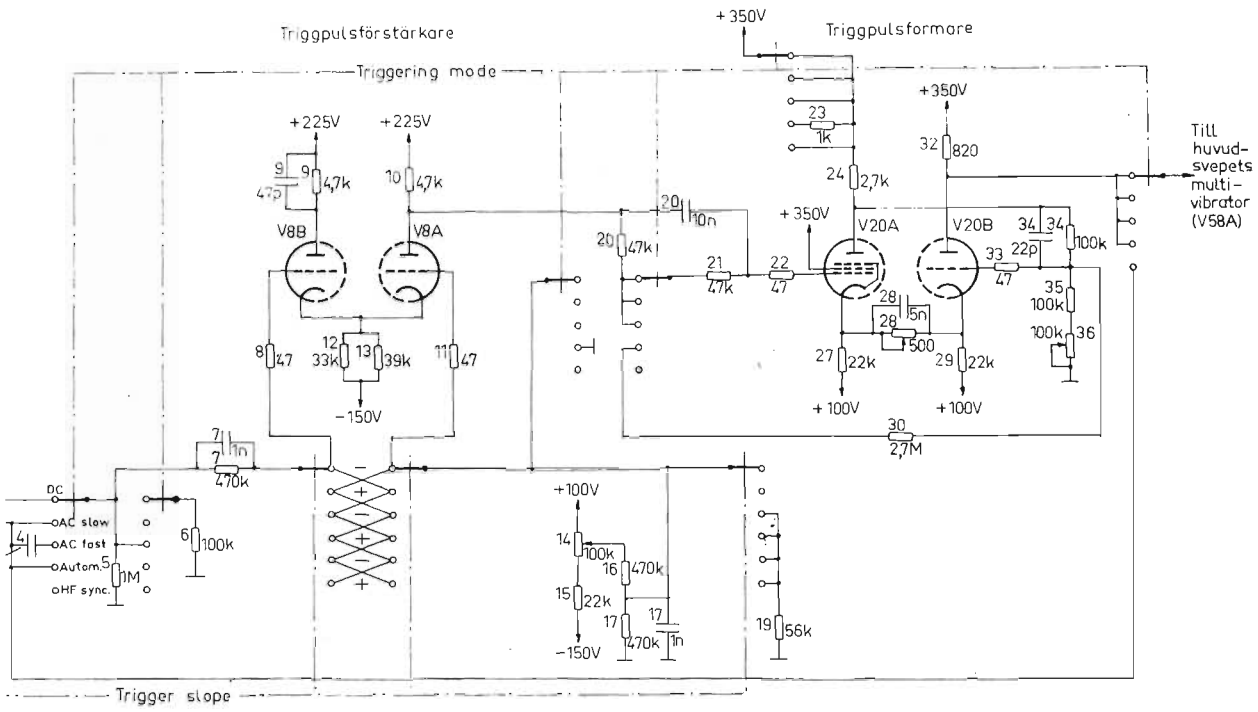 +350V
Triggpulsförstärkare
Triggpulsformare
Triggering mode
+350V
+225V
+225V
23
1k
32
820
Till
huvud-
svepets
multi-
vibrator
(V58A)
9
47p
9
4,7k
10
4,7k
24
2,7k
20
10n
+350V
V8B
V8A
V20A
V20B
20
47k
34
22p
34
100k
21
47k
22
47
33
47
28
5n
35
100k
28
500
100k
36
8
47
12
33k
13
39k
11
47
27
22k
29
22k
-150V
+100V
+100V
30
2,7M
7
1n
7
470k
-
+
-
+
-
+
DC
AC slow
4
AC fast
Autom.
5
1M
HF sync.
6
100k
+100V
14
100k
16
470k
15
22k
17
470k
17
1n
-150V
19
56k
Trigger slope